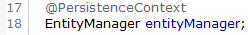 17 @PersistenceContext
18 EntityManager entityManager;